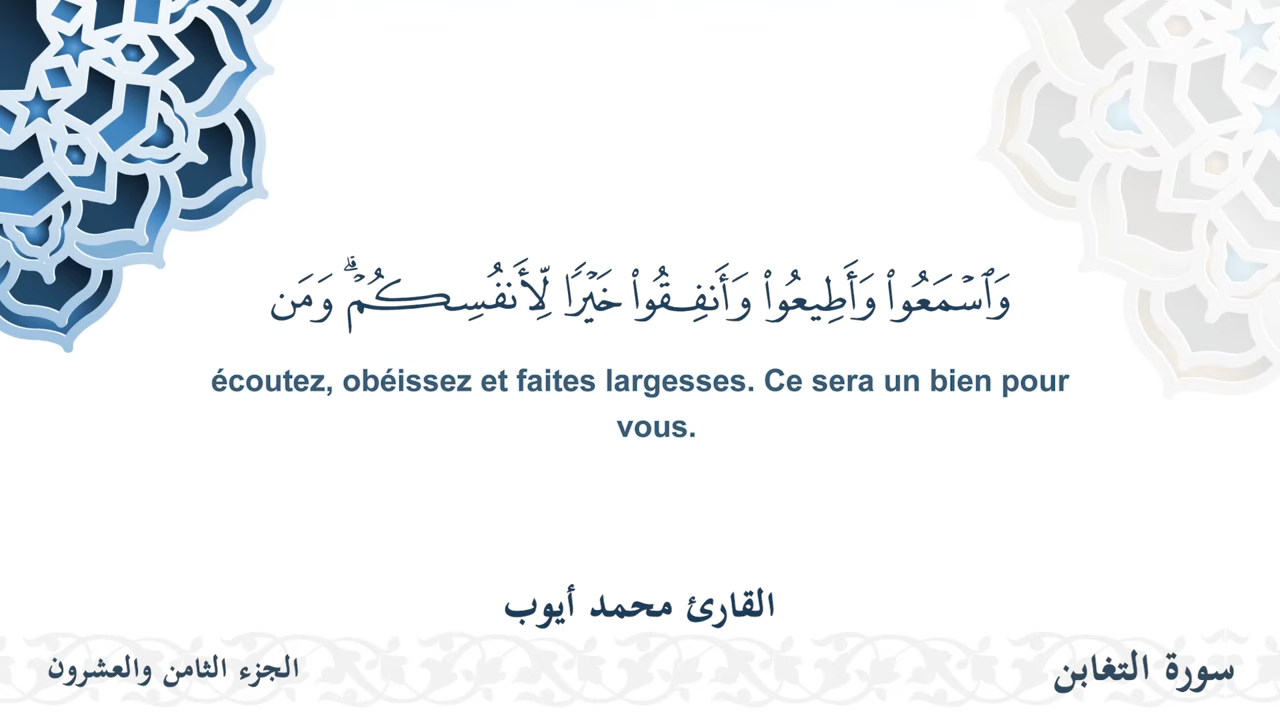 وَٱسۡمَعُواْ وَأَطِيعُواْ وَأَنفِقُواْ خَيۡرٗا لِّأَنفُسِكُمۡۗ وَمَن
écoutez, obéissez et faites largesses. Ce sera un bien pour
vous.
القارئ محمد أيوب
سورة التغابن
الجزء الثامن والعشرون